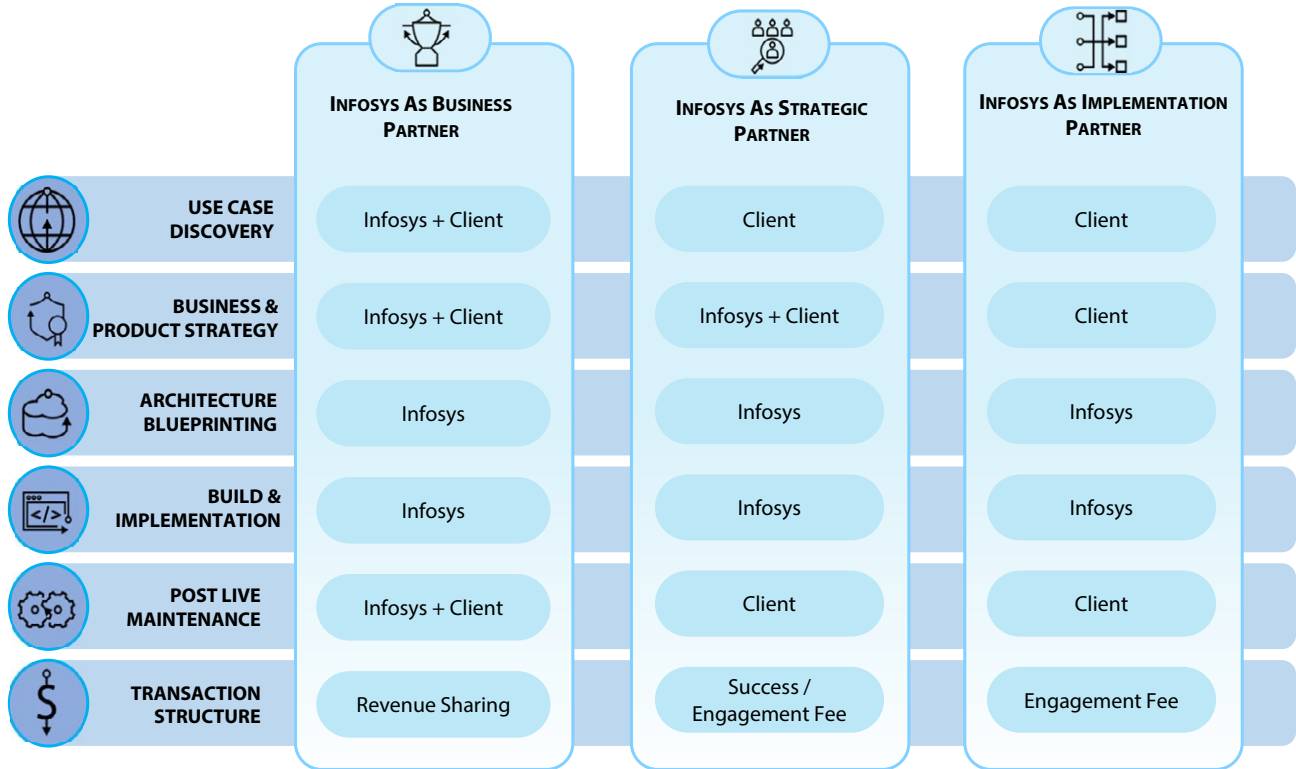 INFOSYS AS BUSINESS
PARTNER
INFOSYS AS STRATEGIC
PARTNER
INFOSYS AS IMPLEMENTATION
PARTNER
USE CASE
DISCOVERY
Infosys + Client
Client
Client
BUSINESS &
PRODUCT STRATEGY
Infosys + Client
Infosys + Client
Client
ARCHITECTURE
BLUEPRINTING
Infosys
Infosys
Infosys
BUILD &
IMPLEMENTATION
</>
Infosys
Infosys
Infosys
POST LIVE
MAINTENANCE
Infosys + Client
Client
Client
$
TRANSACTION
STRUCTURE
Revenue Sharing
Success /
Engagement Fee
Engagement Fee